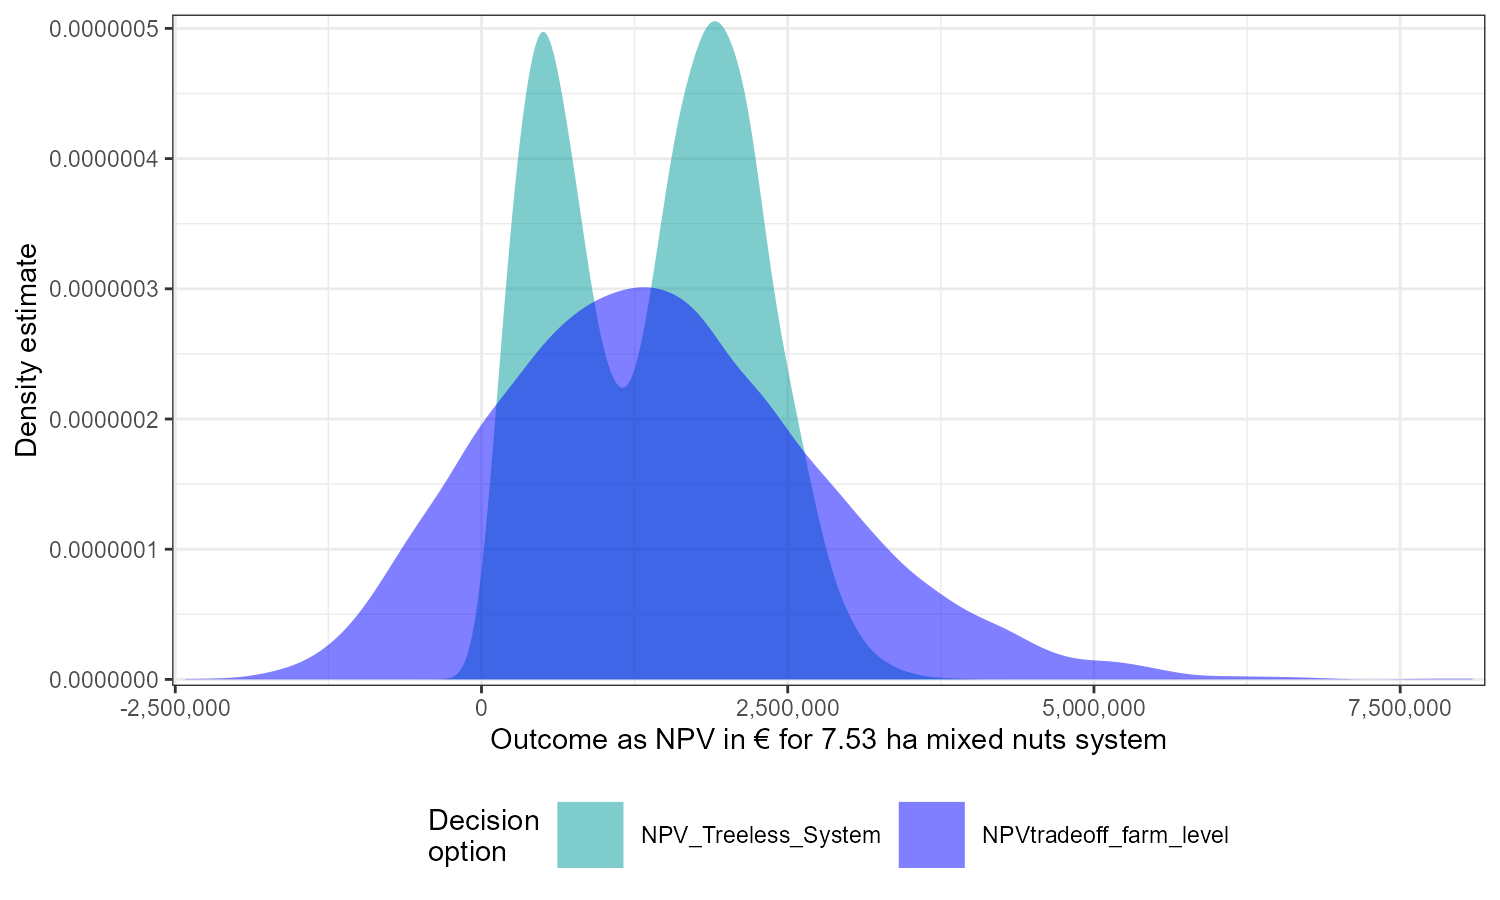 0.0000005
0.0000004
0.0000003
0.0000002
0.0000001
0.0000000
Density estimate
-2,500,000 0 2,500,000 5,000,000 7,500,000
Outcome as NPV in € for 7.53 ha mixed nuts system
Decision
option
NPV_Treeless_System NPVtradeoff_farm_level